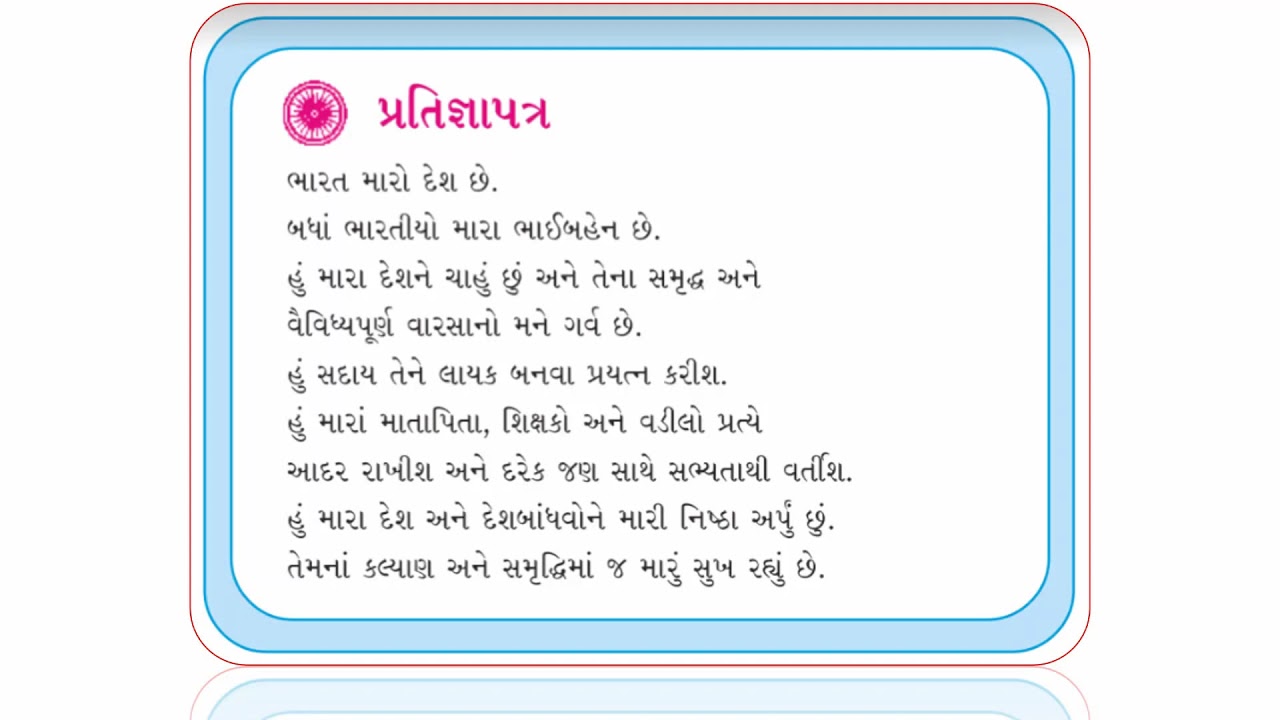 પ્રતિજ્ઞાપત્ર
ભારત મારો દેશ છે.
બધાં ભારતીયો મારા ભાઈબહેન છે.
હું મારા દેશને ચાહું છું અને તેના સમૃદ્ધ અને
વૈવિધ્યપૂર્ણ વારસાનો મને ગર્વ છે.
હું સદાય તેને લાયક બનવા પ્રયત્ન કરીશ.
હું મારાં માતાપિતા, શિક્ષકો અને વડીલો પ્રત્યે
આદર રાખીશ અને દરેક જણ સાથે સભ્યતાથી વર્તીશ.
હું મારા દેશ અને દેશબાંધવોને મારી નિષ્ઠા અર્પું છું.
તેમનાં કલ્યાણ અને સમૃદ્ધિમાં જ મારું સુખ રહ્યું છે.